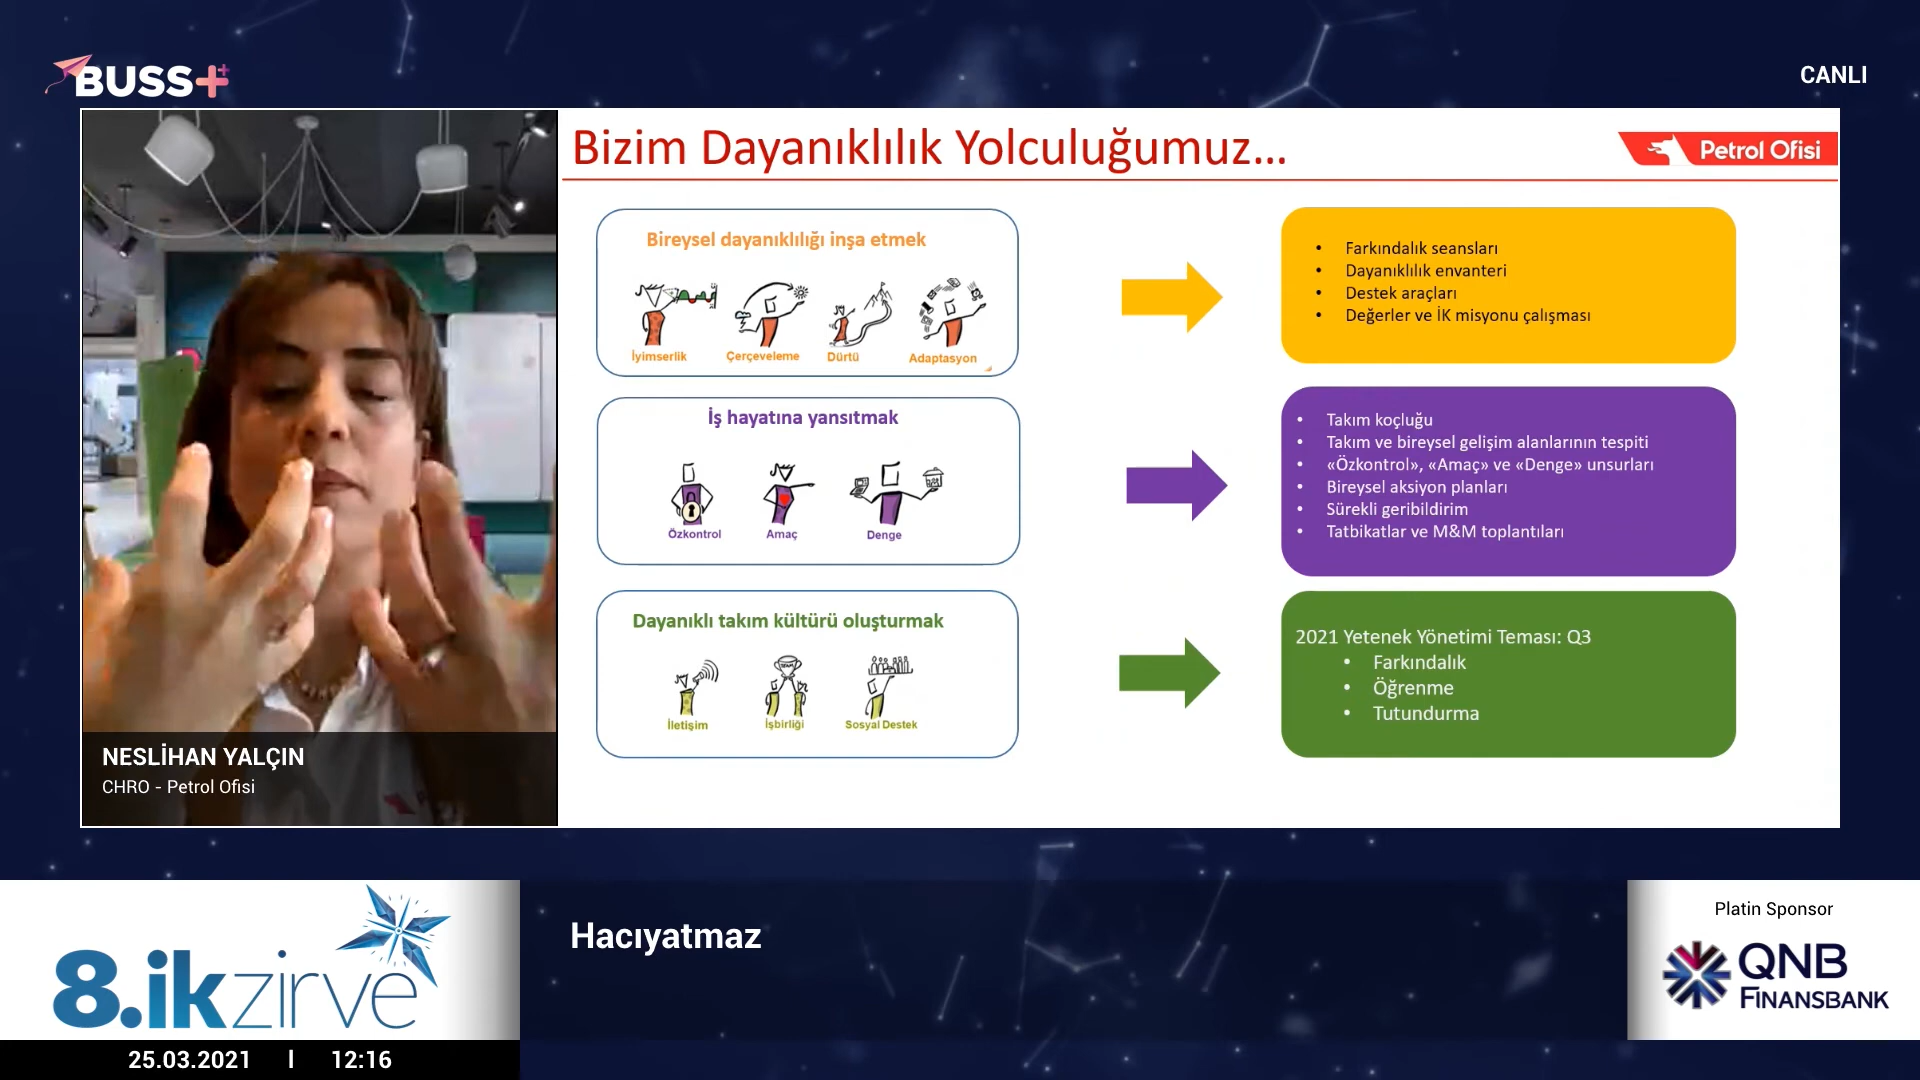 BUSS+
CANLI
Bizim Dayanıklılık Yolculuğumuz...
Petrol Ofisi
Bireysel dayanıklılığı inşa etmek
İyimserlik
Çerçeveleme
Dürtü
Adaptasyon
• Farkındalık seansları
• Dayanıklılık envanteri
• Destek araçları
• Değerler ve İK misyonu çalışması
İş hayatına yansıtmak
Özkontrol
Amaç
Denge
• Takım koçluğu
• Takım ve bireysel gelişim alanlarının tespiti
• «Özkontrol», «Amaç» ve «Denge» unsurları
• Bireysel aksiyon planları
• Sürekli geribildirim
• Tatbikatlar ve M&M toplantıları
Dayanıklı takım kültürü oluşturmak
İletişim
İşbirliği
Sosyal Destek
2021 Yetenek Yönetimi Teması: Q3
• Farkındalık
• Öğrenme
• Tutundurma
NESLİHAN YALÇIN
CHRO - Petrol Ofisi
8.ikzirve
25.03.2021 | 12:16
Hacıyatmaz
Platin Sponsor
QNB
FINANSBANK